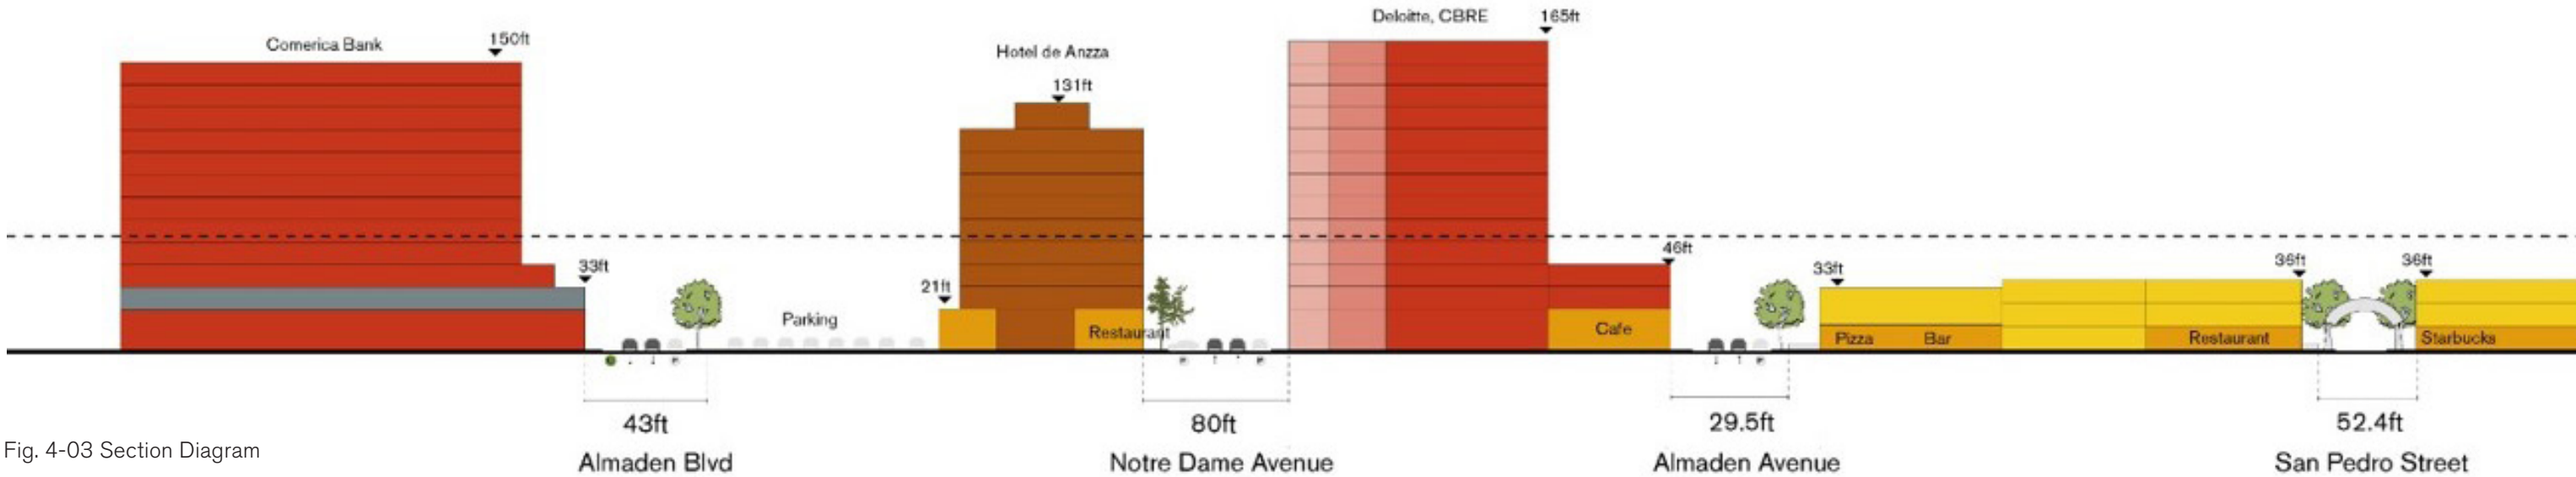 Comerica Bank
150ft
33ft
Parking
21ft
Hotel de Anzza
131ft
Restaurant
Deloitte, CBRE
165ft
46ft
Cafe
33ft
Pizza
Bar
Restaurant
36ft
36ft
Starbucks
43ft
80ft
29.5ft
52.4ft
Almaden Blvd
Notre Dame Avenue
Almaden Avenue
San Pedro Street
Fig. 4-03 Section Diagram